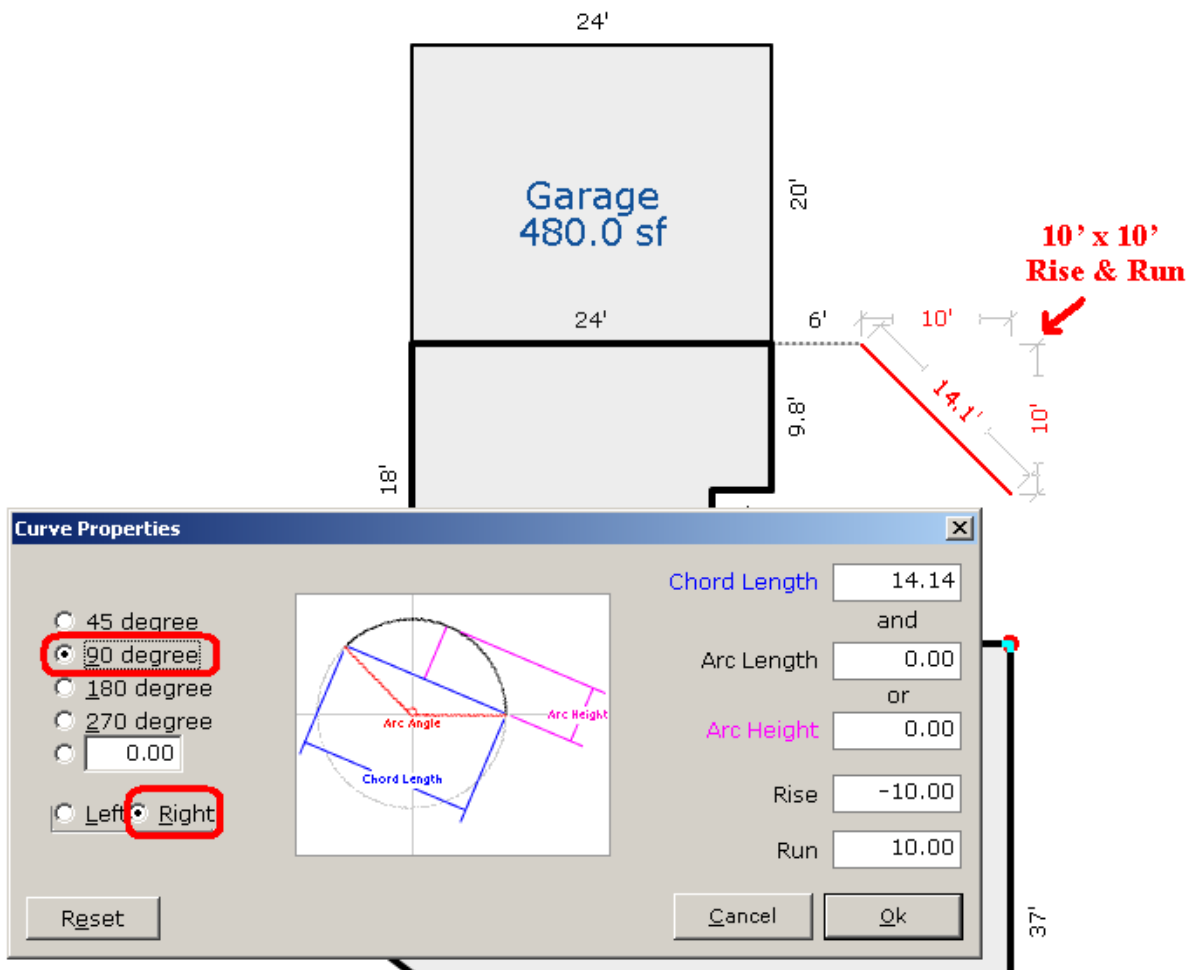 24'
Garage
480.0 sf
20'
10' x 10'
Rise & Run
24'
6'
10'
14.1'
10'
9.8'
18'
Curve Properties
45 degree
90 degree
180 degree
270 degree
0.00
Left
Right
Arc Angle
Arc Height
Chord Length
Chord Length
14.14
and
Arc Length
0.00
or
Arc Height
0.00
Rise
-10.00
Run
10.00
Reset
Cancel
Ok
37'